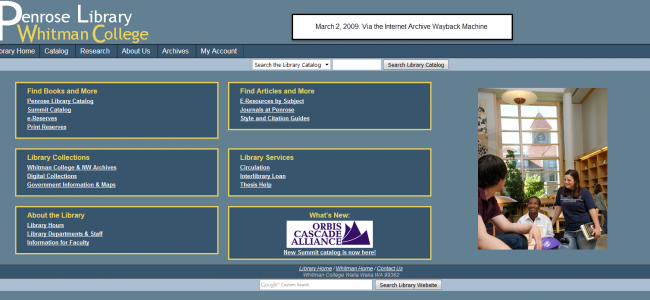 Penrose Library
Whitman College
March 2, 2009. Via the Internet Archive Wayback Machine
brary Home Catalog Research About Us Archives My Account
Search the Library Catalog Search Library Catalog
Find Books and More
Penrose Library Catalog
Summit Catalog
e-Reserves
Print Reserves
Find Articles and More
E-Resources by Subject
Journals at Penrose
Style and Citation Guides
Library Collections
Whitman College & NW Archives
Digital Collections
Government Information & Maps
Library Services
Circulation
Interlibrary Loan
Thesis Help
About the Library
Library Hours
Library Departments & Staff
Information for Faculty
What's New:
ORBIS
CASCADE
ALLIANCE
New Summit catalog is now here!
Library Home / Whitman Home / Contact Us
Whitman College Walla Walla WA 99362
Google™ Custom Search Search Library Website